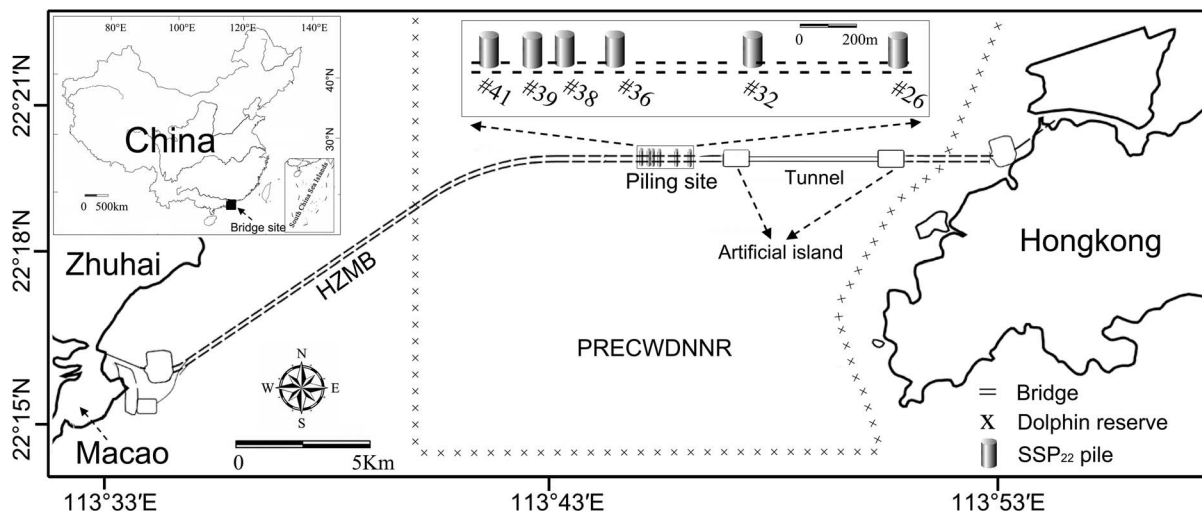 80°E 100°E 120°E 140°E
40°N
30°N
China
0 500km
Bridge site
South China Sea Islands
0 200m
#41 #39 #38 #36 #32 #26
22°21′N
22°18′N
22°15′N
Piling site
Tunnel
Artificial island
Hongkong
Zhuhai
HZMB
PRECWDNNR
Macao
N
W E
S
0 5Km
= Bridge
X Dolphin reserve
SSP22 pile
113°33′E 113°43′E 113°53′E